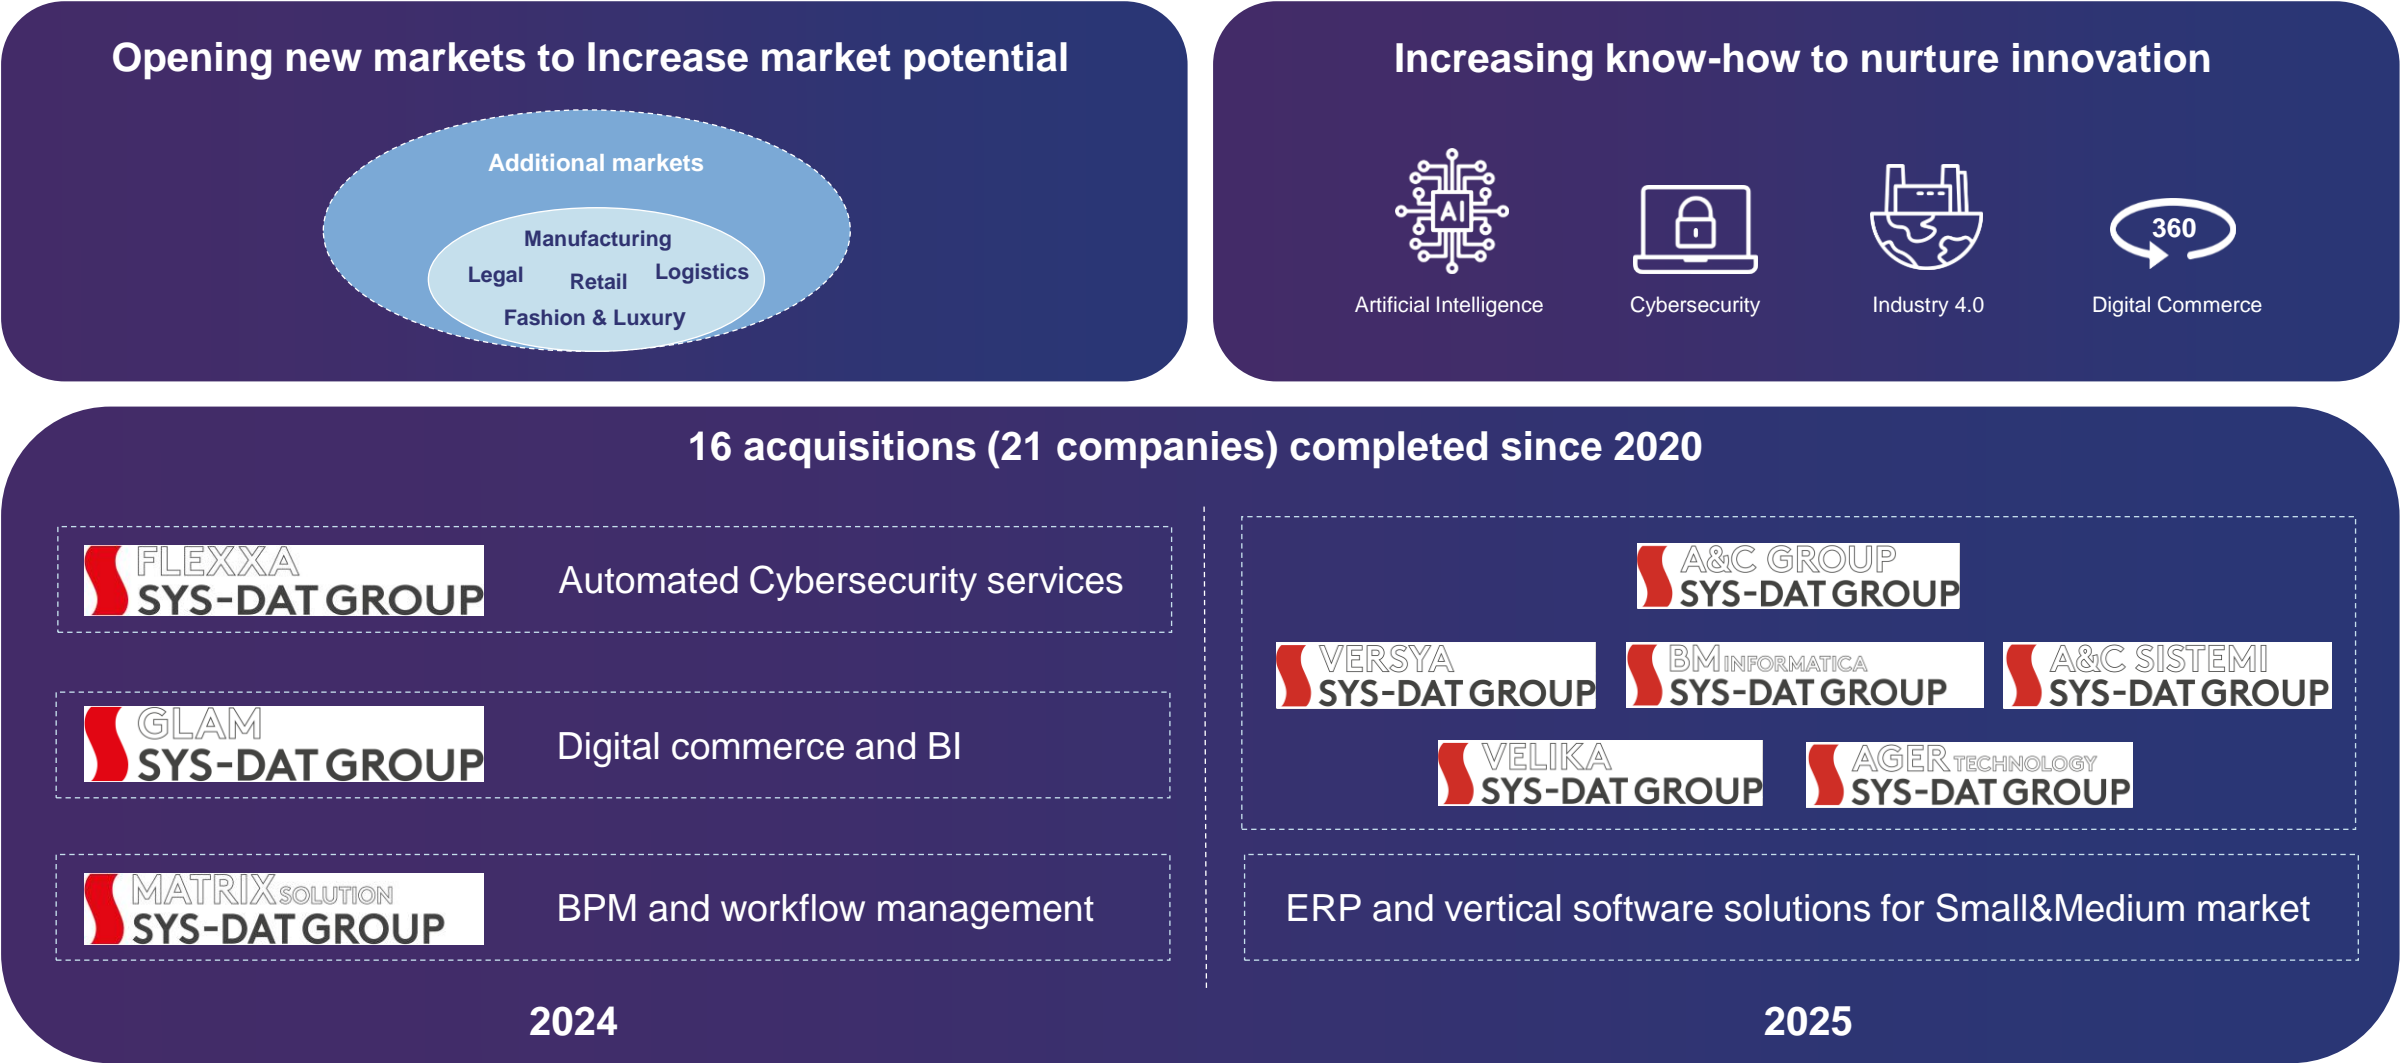 Opening new markets to Increase market potential
Additional markets
Manufacturing
Legal Retail Logistics
Fashion & Luxury
Increasing know-how to nurture innovation
AI
360
Artificial Intelligence
Cybersecurity
Industry 4.0
Digital Commerce
16 acquisitions (21 companies) completed since 2020
FLEXXA
SYS-DAT GROUP
Automated Cybersecurity services
GLAM
SYS-DAT GROUP
Digital commerce and BI
MATRIX SOLUTION
SYS-DAT GROUP
BPM and workflow management
2024
A&C GROUP
SYS-DAT GROUP
VERSYA
SYS-DAT GROUP
BM INFORMATICA
SYS-DAT GROUP
A&C SISTEMI
SYS-DAT GROUP
VELIKA
SYS-DAT GROUP
AGER TECHNOLOGY
SYS-DAT GROUP
ERP and vertical software solutions for Small&Medium market
2025